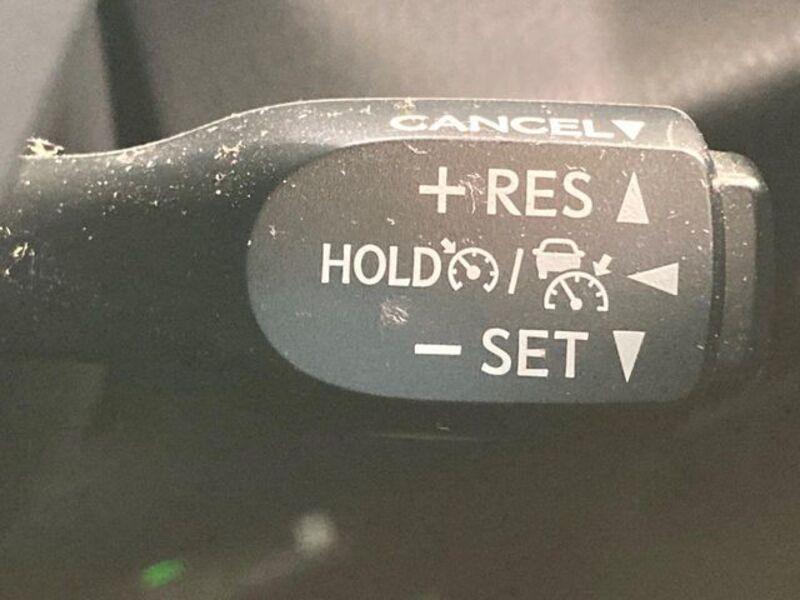 CANCEL
+ RES
HOLD /
− SET